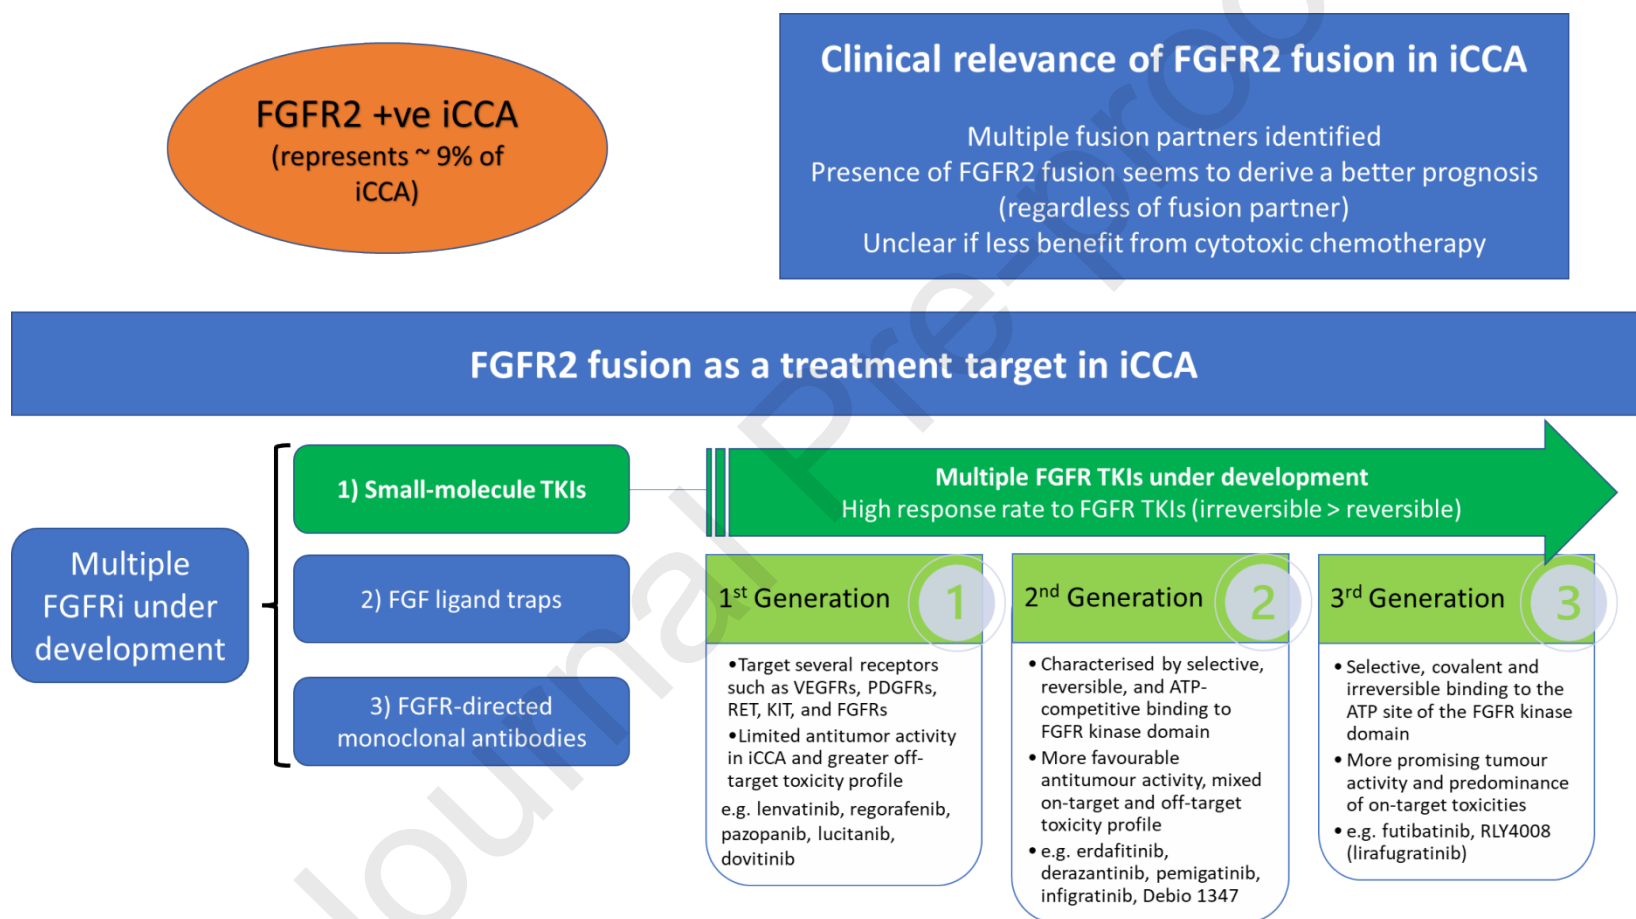 FGFR2 +ve iCCA
(represents ~ 9% of
iCCA)
Clinical relevance of FGFR2 fusion in iCCA
Multiple fusion partners identified
Presence of FGFR2 fusion seems to derive a better prognosis
(regardless of fusion partner)
Unclear if less benefit from cytotoxic chemotherapy
FGFR2 fusion as a treatment target in iCCA
Multiple
FGFRi under
development
1) Small-molecule TKIs
2) FGF ligand traps
3) FGFR-directed
monoclonal antibodies
Multiple FGFR TKIs under development
High response rate to FGFR TKIs (irreversible > reversible)
1st Generation
1
•Target several receptors
such as VEGFRs, PDGFRs,
RET, KIT, and FGFRs
•Limited antitumor activity
in iCCA and greater off-
target toxicity profile
e.g. lenvatinib, regorafenib,
pazopanib, lucitanib,
dovitinib
2nd Generation
2
• Characterised by selective,
reversible, and ATP-
competitive binding to
FGFR kinase domain
• More favourable
antitumour activity, mixed
on-target and off-target
toxicity profile
• e.g. erdafitinib,
derazantinib, pemigatinib,
infigratinib, Debio 1347
3rd Generation
3
• Selective, covalent and
irreversible binding to the
ATP site of the FGFR kinase
domain
• More promising tumour
activity and predominance
of on-target toxicities
• e.g. futibatinib, RLY4008
(lirafugratinib)
Journal Pre-proo